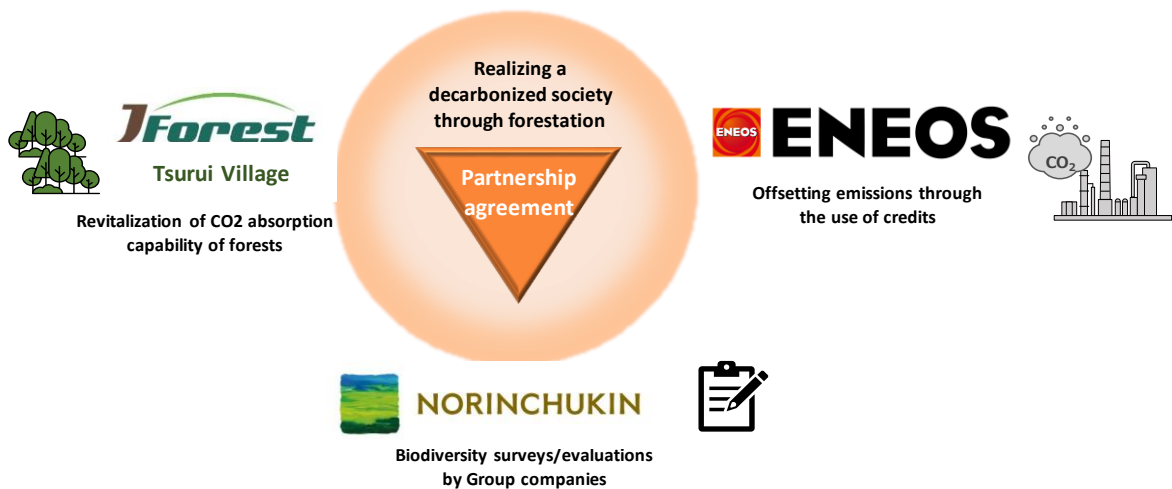 Realizing a
decarbonized society
through forestation
Partnership
agreement
JForest
Tsurui Village
Revitalization of CO2 absorption
capability of forests
ENEOS
ENEOS
Offsetting emissions through
the use of credits
CO₂
NORINCHUKIN
Biodiversity surveys/evaluations
by Group companies